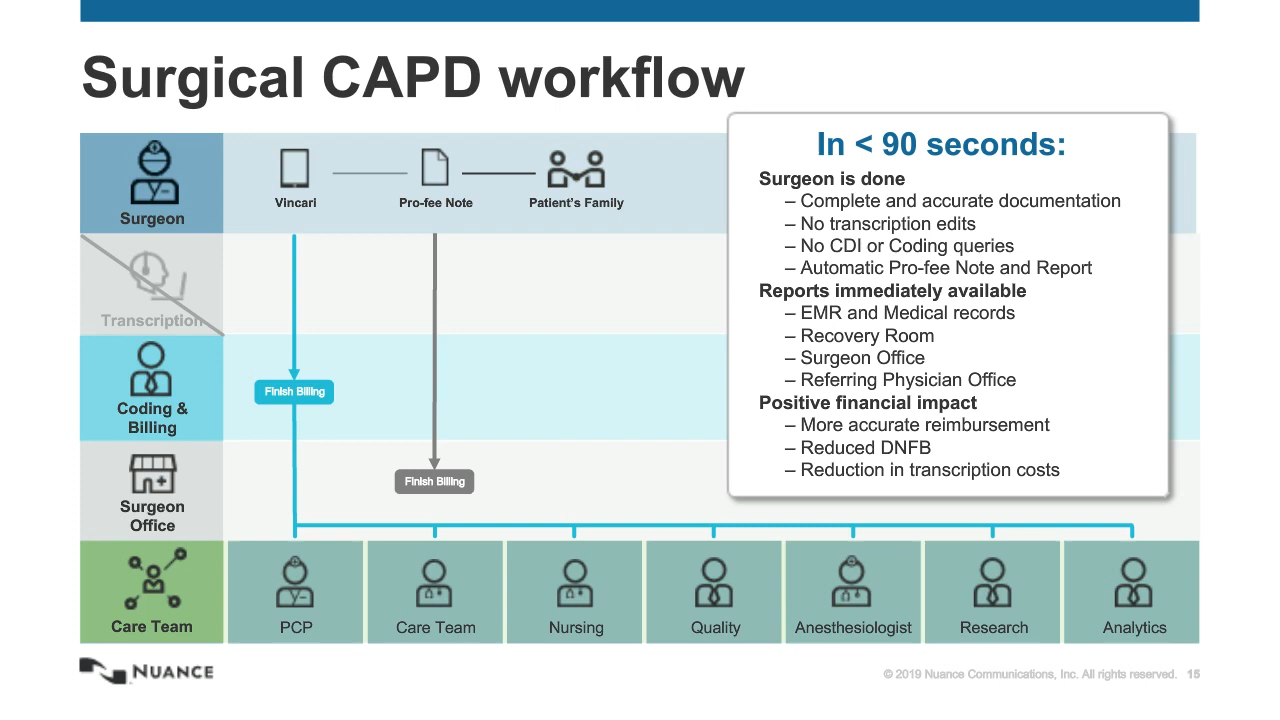 Surgical CAPD workflow
Surgeon
Vincari
Pro-fee Note
Patient's Family
Transcription
Coding &
Billing
Finish Billing
Surgeon
Office
Finish Billing
Care Team
PCP
Care Team
Nursing
Quality
Anesthesiologist
Research
Analytics
In < 90 seconds:
Surgeon is done
– Complete and accurate documentation
– No transcription edits
– No CDI or Coding queries
– Automatic Pro-fee Note and Report
Reports immediately available
– EMR and Medical records
– Recovery Room
– Surgeon Office
– Referring Physician Office
Positive financial impact
– More accurate reimbursement
– Reduced DNFB
– Reduction in transcription costs
NUANCE
© 2019 Nuance Communications, Inc. All rights reserved. 15